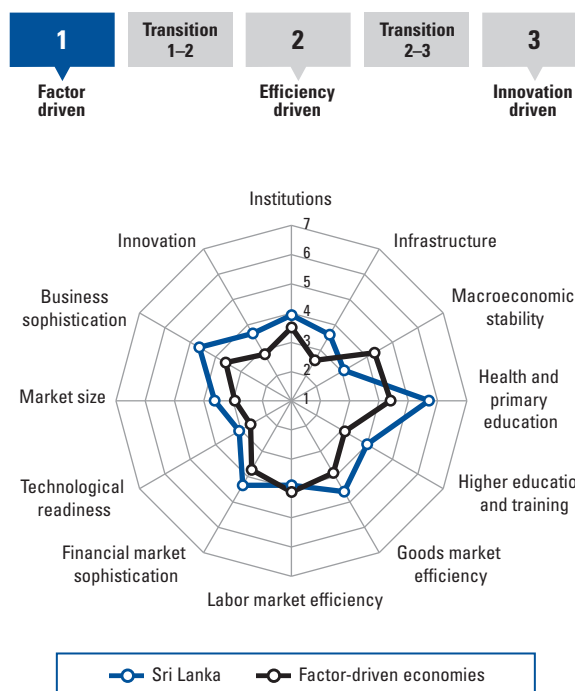 1
Transition
1–2
2
Transition
2–3
3
Factor
driven
Efficiency
driven
Innovation
driven
Institutions
7
6
5
4
3
2
1
Infrastructure
Macroeconomic
stability
Health and
primary
education
Higher educatio
and training
Goods market
efficiency
Labor market efficiency
Financial market
sophistication
Technological
readiness
Market size
Business
sophistication
Innovation
Sri Lanka
Factor-driven economies